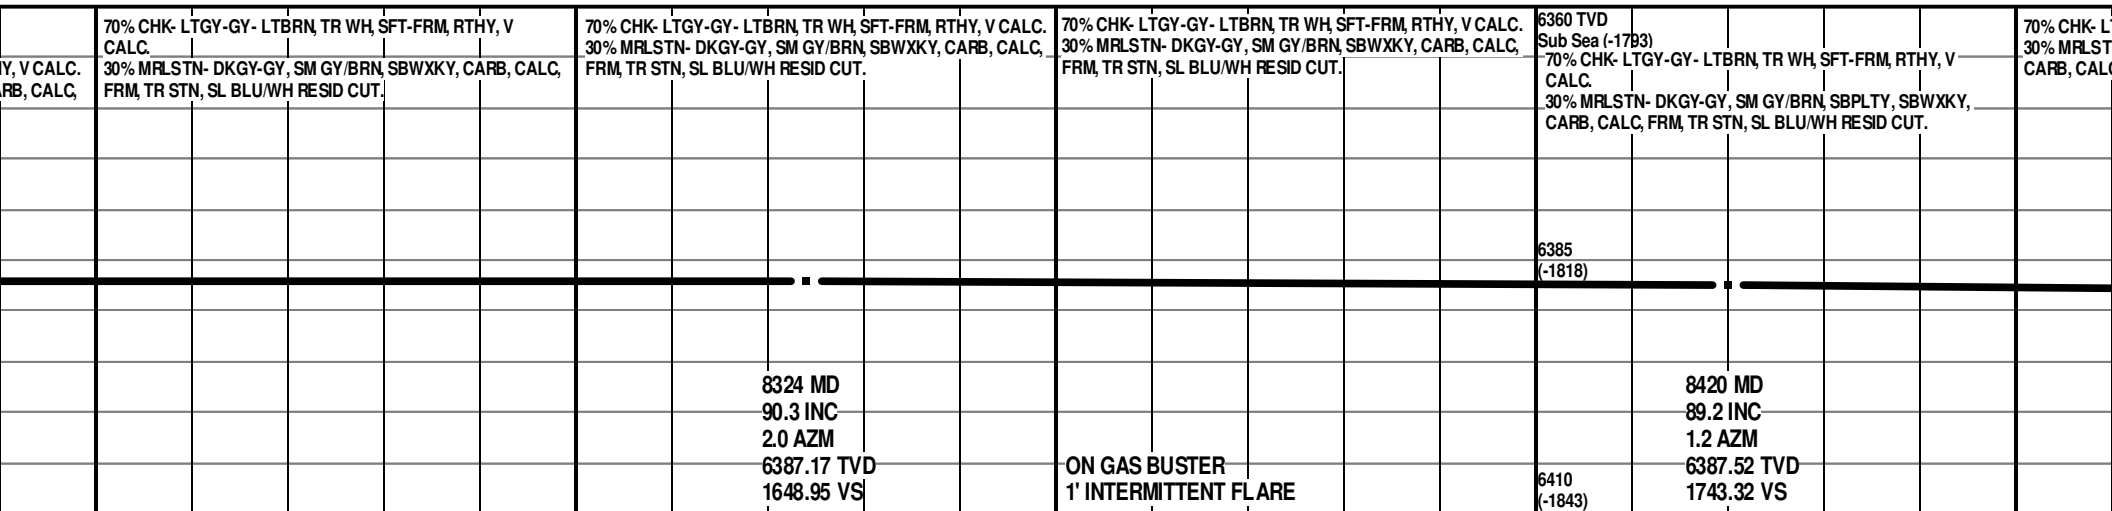 Y, V CALC.
RB, CALC,
70% CHK- LTGY-GY- LTBRN, TR WH, SFT-FRM, RTHY, V
CALC.
30% MRLSTN- DKGY-GY, SM GY/BRN, SBWXKY, CARB, CALC,
FRM, TR STN, SL BLU/WH RESID CUT.
70% CHK- LTGY-GY- LTBRN, TR WH, SFT-FRM, RTHY, V CALC.
30% MRLSTN- DKGY-GY, SM GY/BRN, SBWXKY, CARB, CALC,
FRM, TR STN, SL BLU/WH RESID CUT.
70% CHK- LTGY-GY- LTBRN, TR WH, SFT-FRM, RTHY, V CALC.
30% MRLSTN- DKGY-GY, SM GY/BRN, SBWXKY, CARB, CALC,
FRM, TR STN, SL BLU/WH RESID CUT.
6360 TVD
Sub Sea (-1793)
70% CHK- LTGY-GY- LTBRN, TR WH, SFT-FRM, RTHY, V
CALC.
30% MRLSTN- DKGY-GY, SM GY/BRN, SBPLTY, SBWXKY,
CARB, CALC, FRM, TR STN, SL BLU/WH RESID CUT.
70% CHK- LT
30% MRLST
CARB, CALC
6385
(-1818)
8324 MD
90.3 INC
2.0 AZM
6387.17 TVD
1648.95 VS
ON GAS BUSTER
1' INTERMITTENT FLARE
6410
(-1843)
8420 MD
89.2 INC
1.2 AZM
6387.52 TVD
1743.32 VS